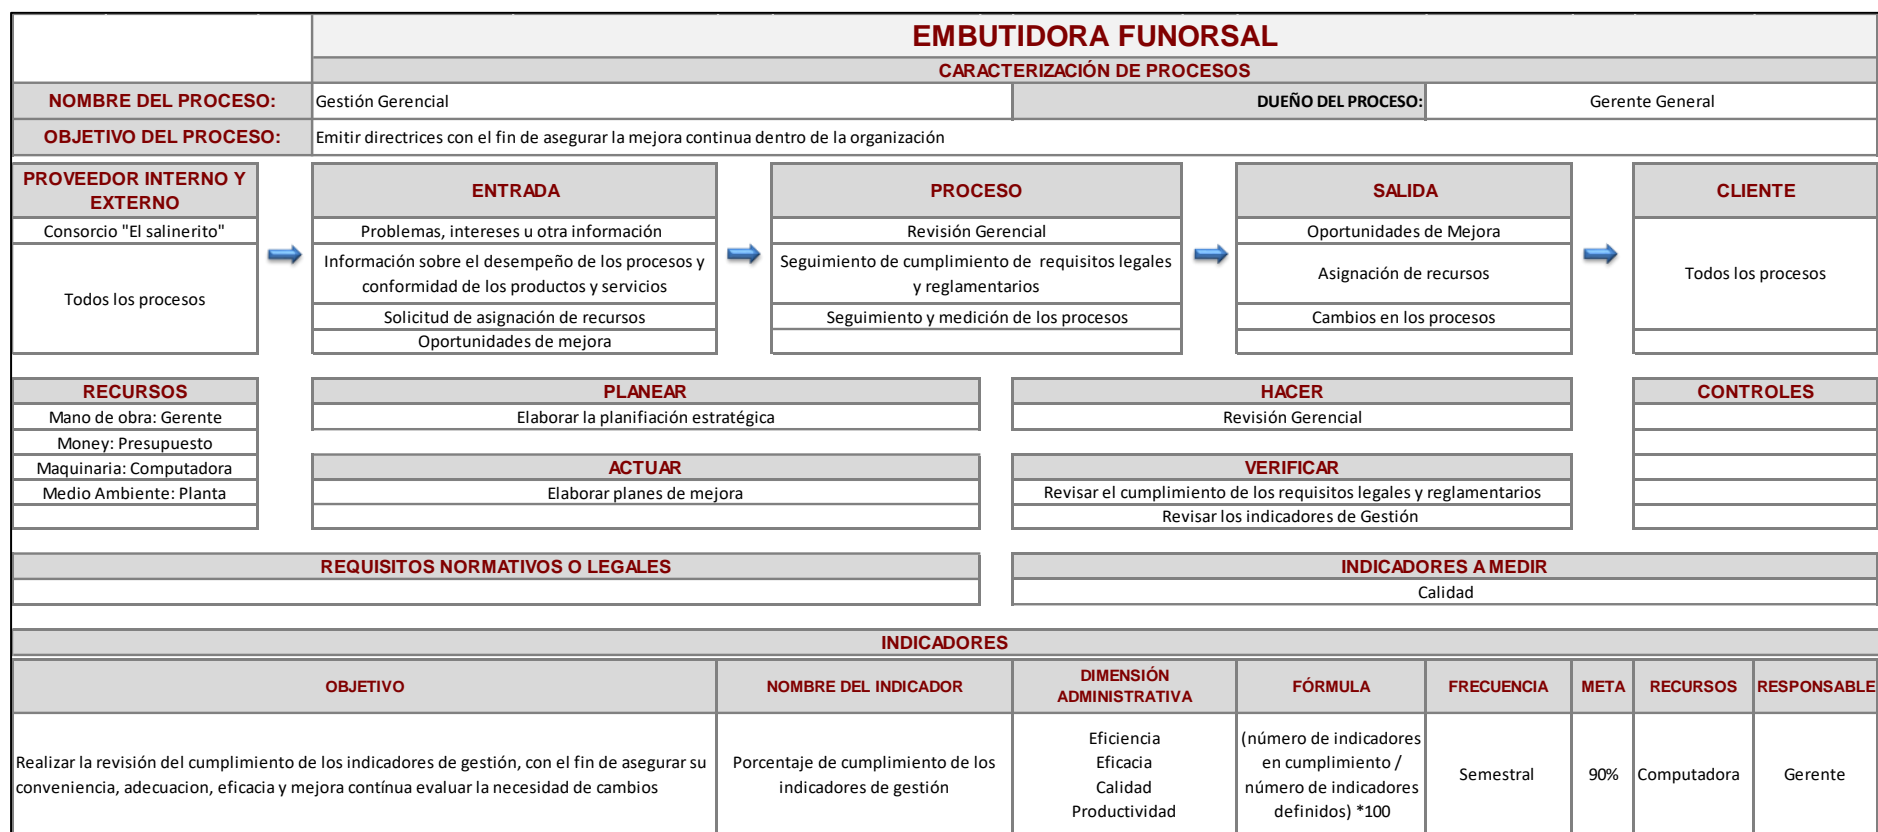 EMBUTIDORA FUNORSAL
CARACTERIZACIÓN DE PROCESOS
NOMBRE DEL PROCESO: Gestión Gerencial DUEÑO DEL PROCESO: Gerente General
OBJETIVO DEL PROCESO: Emitir directrices con el fin de asegurar la mejora continua dentro de la organización
PROVEEDOR INTERNO Y
EXTERNO
Consorcio "El salinerito"
Todos los procesos
ENTRADA
Problemas, intereses u otra información
Información sobre el desempeño de los procesos y
conformidad de los productos y servicios
Solicitud de asignación de recursos
Oportunidades de mejora
PROCESO
Revisión Gerencial
Seguimiento de cumplimiento de requisitos legales
y reglamentarios
Seguimiento y medición de los procesos
SALIDA
Oportunidades de Mejora
Asignación de recursos
Cambios en los procesos
CLIENTE
Todos los procesos
RECURSOS
Mano de obra: Gerente
Money: Presupuesto
Maquinaria: Computadora
Medio Ambiente: Planta
PLANEAR
Elaborar la planifiación estratégica
HACER
Revisión Gerencial
ACTUAR
Elaborar planes de mejora
VERIFICAR
Revisar el cumplimiento de los requisitos legales y reglamentarios
Revisar los indicadores de Gestión
CONTROLES
REQUISITOS NORMATIVOS O LEGALES
INDICADORES A MEDIR
Calidad
INDICADORES
OBJETIVO
NOMBRE DEL INDICADOR
DIMENSIÓN
ADMINISTRATIVA
FÓRMULA
FRECUENCIA
META
RECURSOS
RESPONSABLE
Realizar la revisión del cumplimiento de los indicadores de gestión, con el fin de asegurar su
conveniencia, adecuacion, eficacia y mejora contínua evaluar la necesidad de cambios
Porcentaje de cumplimiento de los
indicadores de gestión
Eficiencia
Eficacia
Calidad
Productividad
(número de indicadores
en cumplimiento /
número de indicadores
definidos) *100
Semestral
90%
Computadora
Gerente